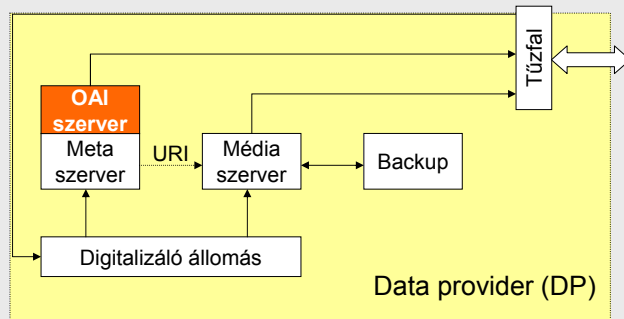 Tűzfal
OAI
szerver
Meta
szerver
URI
Média
szerver
Backup
Digitalizáló állomás
Data provider (DP)